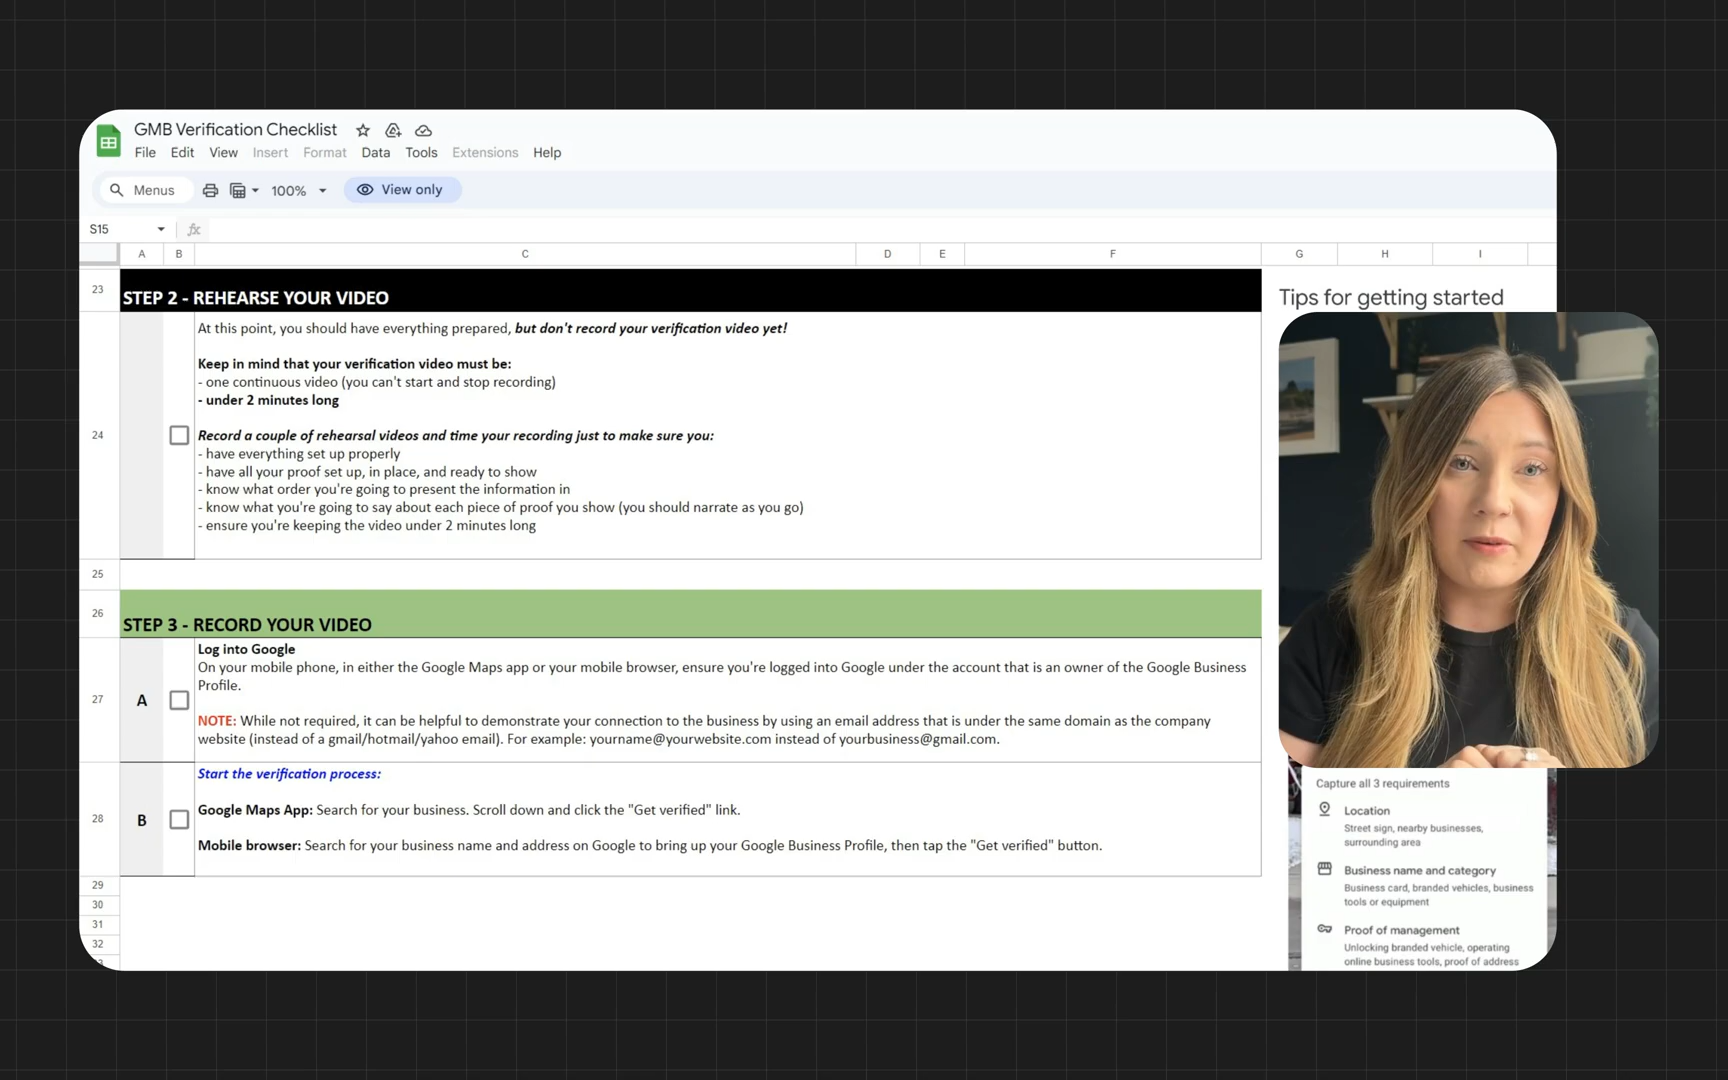 GMB Verification Checklist
File Edit View Insert Format Data Tools Extensions Help
Menus 100% View only
S15 fx
A B C D E F G H I
23 STEP 2 - REHEARSE YOUR VIDEO
Tips for getting started
At this point, you should have everything prepared, but don't record your verification video yet!
Keep in mind that your verification video must be:
- one continuous video (you can't start and stop recording)
- under 2 minutes long
24
Record a couple of rehearsal videos and time your recording just to make sure you:
- have everything set up properly
- have all your proof set up, in place, and ready to show
- know what order you're going to present the information in
- know what you're going to say about each piece of proof you show (you should narrate as you go)
- ensure you're keeping the video under 2 minutes long
25
26 STEP 3 - RECORD YOUR VIDEO
Log into Google
On your mobile phone, in either the Google Maps app or your mobile browser, ensure you're logged into Google under the account that is an owner of the Google Business
Profile.
27 A
NOTE: While not required, it can be helpful to demonstrate your connection to the business by using an email address that is under the same domain as the company
website (instead of a gmail/hotmail/yahoo email). For example: yourname@yourwebsite.com instead of yourbusiness@gmail.com.
Start the verification process:
Google Maps App: Search for your business. Scroll down and click the "Get verified" link.
28 B
Mobile browser: Search for your business name and address on Google to bring up your Google Business Profile, then tap the "Get verified" button.
29
30
31
32
Capture all 3 requirements
Location
Street sign, nearby businesses,
surrounding area
Business name and category
Business card, branded vehicles, business
tools or equipment
Proof of management
Unlocking branded vehicle, operating
online business tools, proof of address